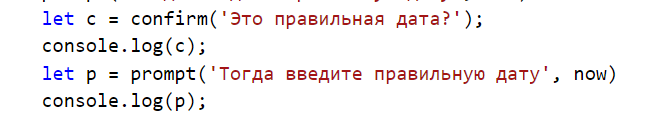 let c = confirm('Это правильная дата?');
console.log(c);
let p = prompt('Тогда введите правильную дату', now)
console.log(p);